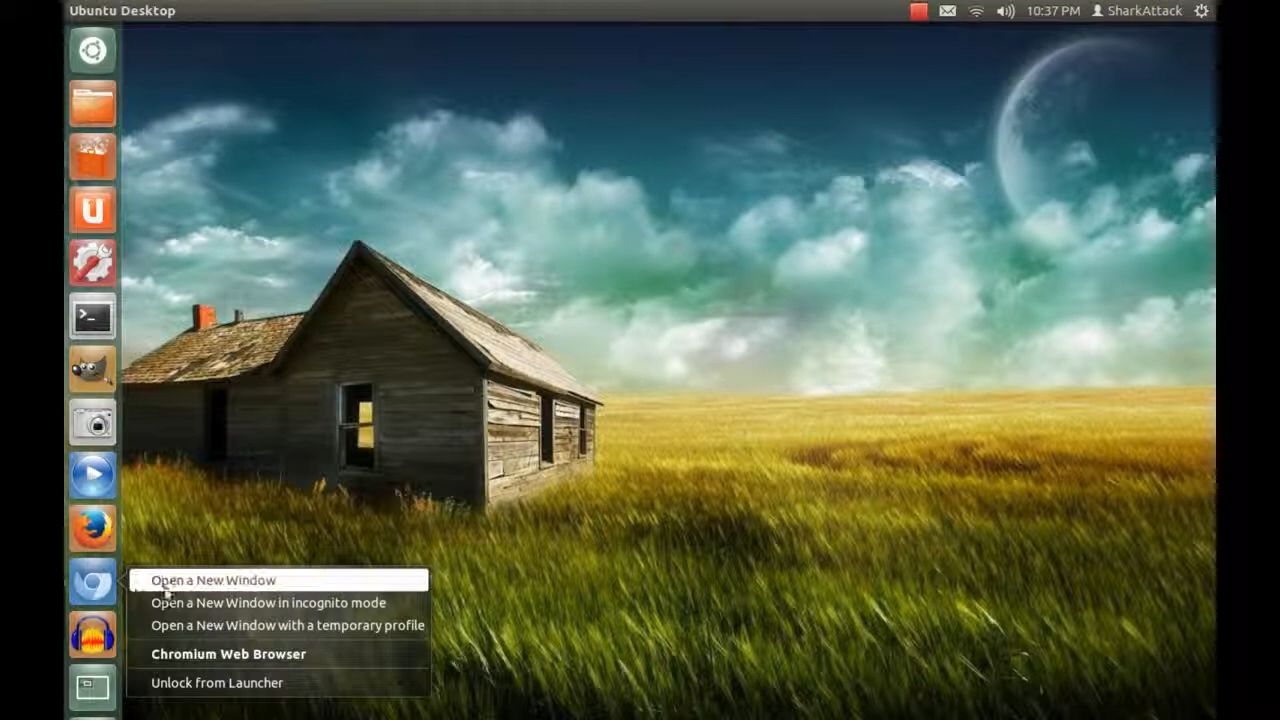 Ubuntu Desktop
10:37 PM SharkAttack
U
>_
Open a New Window
Open a New Window in incognito mode
Open a New Window with a temporary profile
Chromium Web Browser
Unlock from Launcher